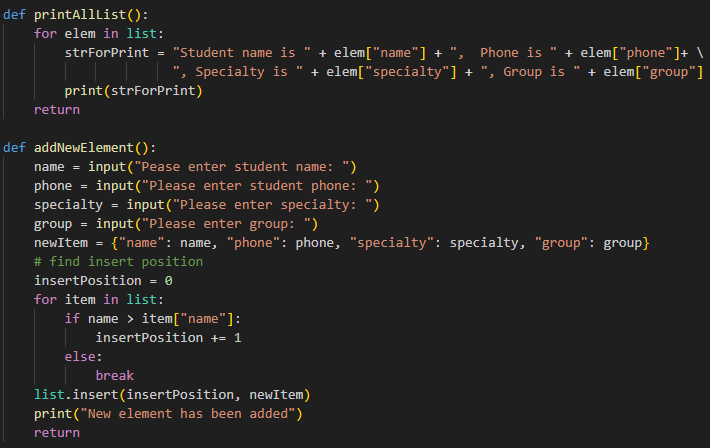 def printAllList():
    for elem in list:
        strForPrint = "Student name is " + elem["name"] + ",  Phone is " + elem["phone"]+ \
                      ", Specialty is " + elem["specialty"] + ", Group is " + elem["group"]
        print(strForPrint)
    return

def addNewElement():
    name = input("Pease enter student name: ")
    phone = input("Please enter student phone: ")
    specialty = input("Please enter specialty: ")
    group = input("Please enter group: ")
    newItem = {"name": name, "phone": phone, "specialty": specialty, "group": group}
    # find insert position
    insertPosition = 0
    for item in list:
        if name > item["name"]:
            insertPosition += 1
        else:
            break
    list.insert(insertPosition, newItem)
    print("New element has been added")
    return